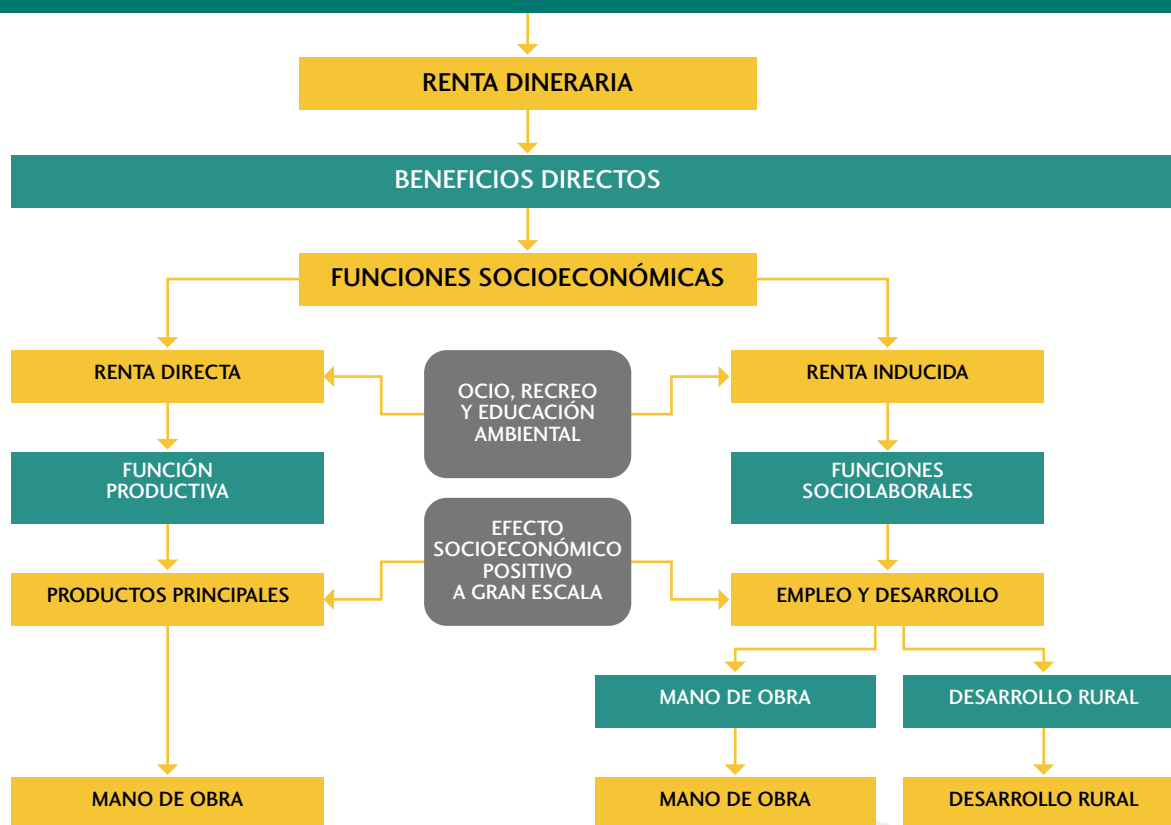 RENTA DINERARIA
BENEFICIOS DIRECTOS
FUNCIONES SOCIOECONÓMICAS
RENTA DIRECTA
OCIO, RECREO
Y EDUCACIÓN
AMBIENTAL
RENTA INDUCIDA
FUNCIÓN
PRODUCTIVA
FUNCIONES
SOCIOLABORALES
EFECTO
SOCIOECONÓMICO
POSITIVO
A GRAN ESCALA
PRODUCTOS PRINCIPALES
EMPLEO Y DESARROLLO
MANO DE OBRA
DESARROLLO RURAL
MANO DE OBRA
MANO DE OBRA
DESARROLLO RURAL